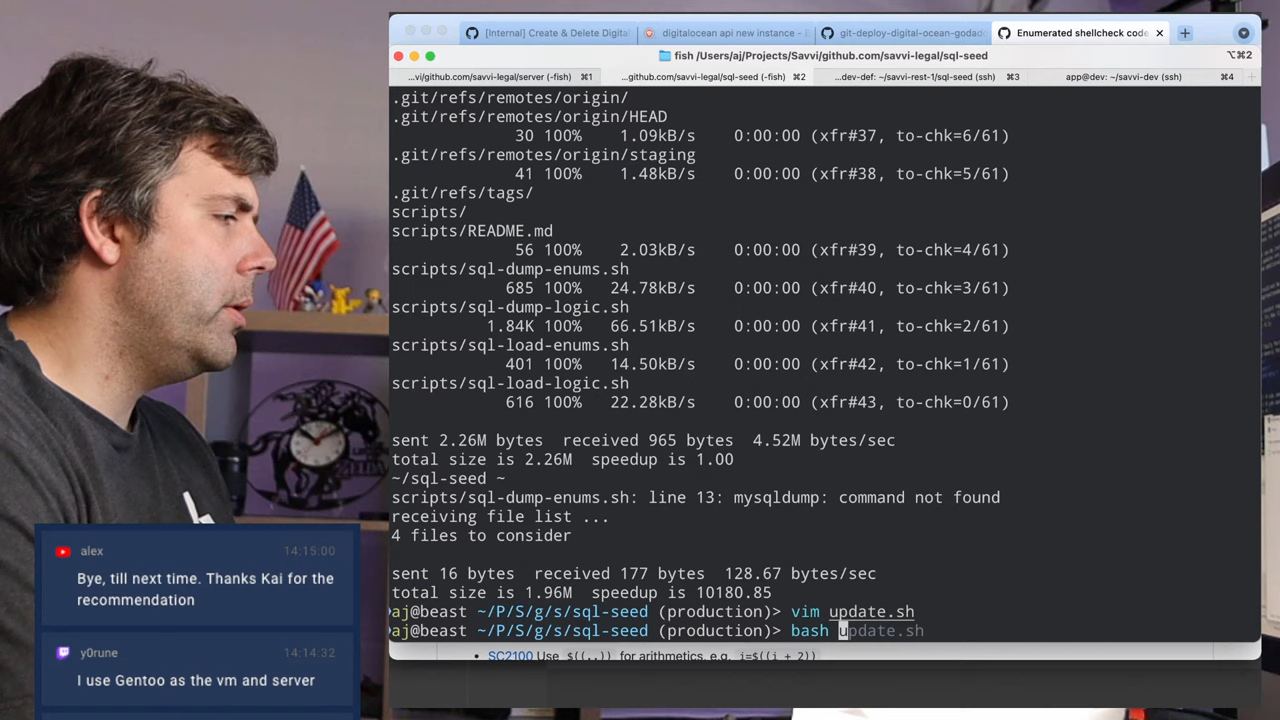 [Internal] Create & Delete Digital
digitalocean api new instance - B
git-deploy-digital-ocean-godadd
Enumerated shellcheck code
fish /Users/aj/Projects/Savvi/github.com/savvi-legal/sql-seed
⌥⌘2
...vi/github.com/savvi-legal/server (-fish) ⌘1
...github.com/savvi-legal/sql-seed (-fish) ⌘2
...dev-def: ~/savvi-rest-1/sql-seed (ssh) ⌘3
app@dev: ~/savvi-dev (ssh) ⌘4
.git/refs/remotes/origin/
.git/refs/remotes/origin/HEAD
30 100% 1.09kB/s 0:00:00 (xfr#37, to-chk=6/61)
.git/refs/remotes/origin/staging
41 100% 1.48kB/s 0:00:00 (xfr#38, to-chk=5/61)
.git/refs/tags/
scripts/
scripts/README.md
56 100% 2.03kB/s 0:00:00 (xfr#39, to-chk=4/61)
scripts/sql-dump-enums.sh
685 100% 24.78kB/s 0:00:00 (xfr#40, to-chk=3/61)
scripts/sql-dump-logic.sh
1.84K 100% 66.51kB/s 0:00:00 (xfr#41, to-chk=2/61)
scripts/sql-load-enums.sh
401 100% 14.50kB/s 0:00:00 (xfr#42, to-chk=1/61)
scripts/sql-load-logic.sh
616 100% 22.28kB/s 0:00:00 (xfr#43, to-chk=0/61)
sent 2.26M bytes received 965 bytes 4.52M bytes/sec
total size is 2.26M speedup is 1.00
~/sql-seed ~
scripts/sql-dump-enums.sh: line 13: mysqldump: command not found
receiving file list ...
4 files to consider
sent 16 bytes received 177 bytes 128.67 bytes/sec
total size is 1.96M speedup is 10180.85
aj@beast ~/P/S/g/s/sql-seed (production)> vim update.sh
aj@beast ~/P/S/g/s/sql-seed (production)> bash update.sh
• SC2100 Use $((..)) for arithmetics, e.g. i=$((i + 2))
alex 14:15:00
Bye, till next time. Thanks Kai for the
recommendation
y0rune 14:14:32
I use Gentoo as the vm and server